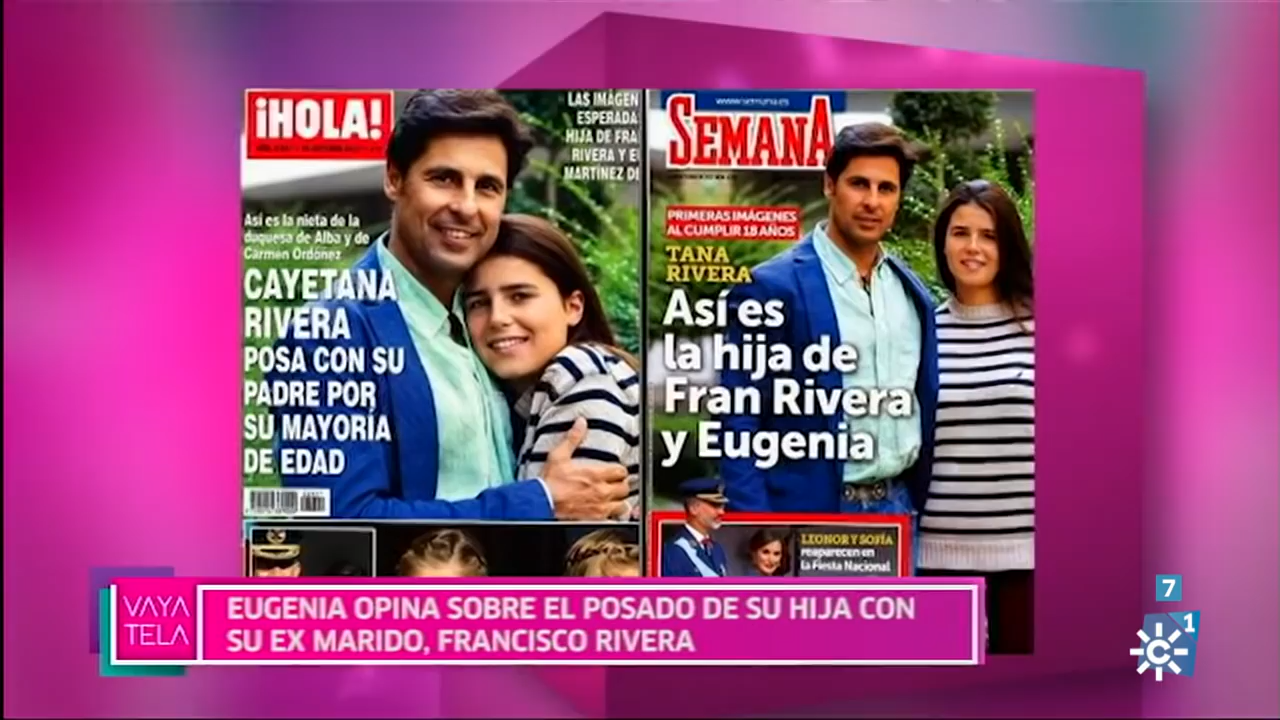 ¡HOLA!
LAS IMÁGEN
ESPERADA
HIJA DE FRA
RIVERA Y E
MARTÍNEZ D
Así es la nieta de la
duquesa de Alba y de
Carmen Ordóñez
CAYETANA
RIVERA
POSA CON SU
PADRE POR
SU MAYORÍA
DE EDAD
www.semana.es
SEMANA
PRIMERAS IMÁGENES
AL CUMPLIR 18 AÑOS
TANA
RIVERA
Así es
la hija de
Fran Rivera
y Eugenia
LEONOR Y SOFÍA
reaparecen en
la Fiesta Nacional
VAYA
TELA
EUGENIA OPINA SOBRE EL POSADO DE SU HIJA CON
SU EX MARIDO, FRANCISCO RIVERA
7
1